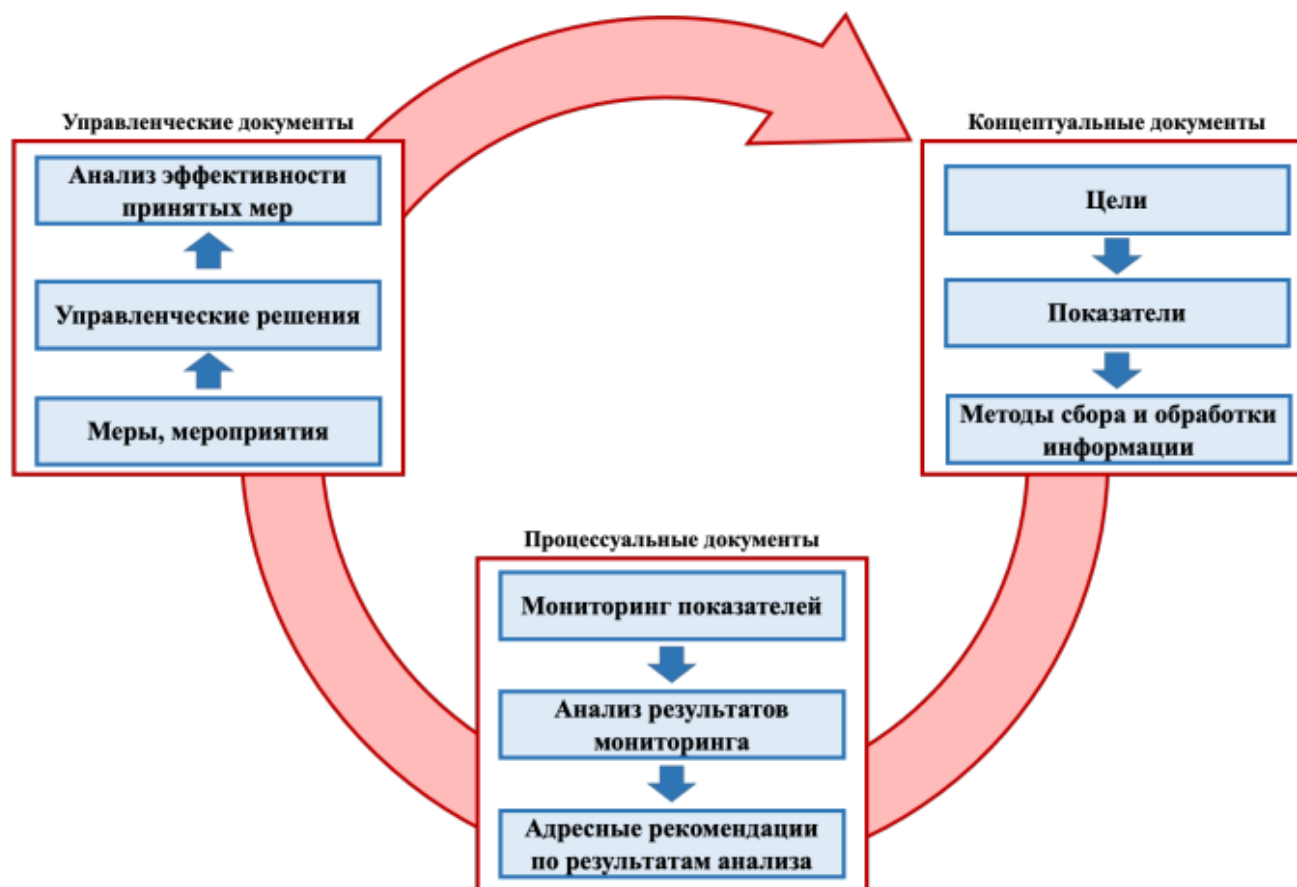 Управленческие документы
Анализ эффективности
принятых мер
Управленческие решения
Меры, мероприятия
Концептуальные документы
Цели
Показатели
Методы сбора и обработки
информации
Процессуальные документы
Мониторинг показателей
Анализ результатов
мониторинга
Адресные рекомендации
по результатам анализа